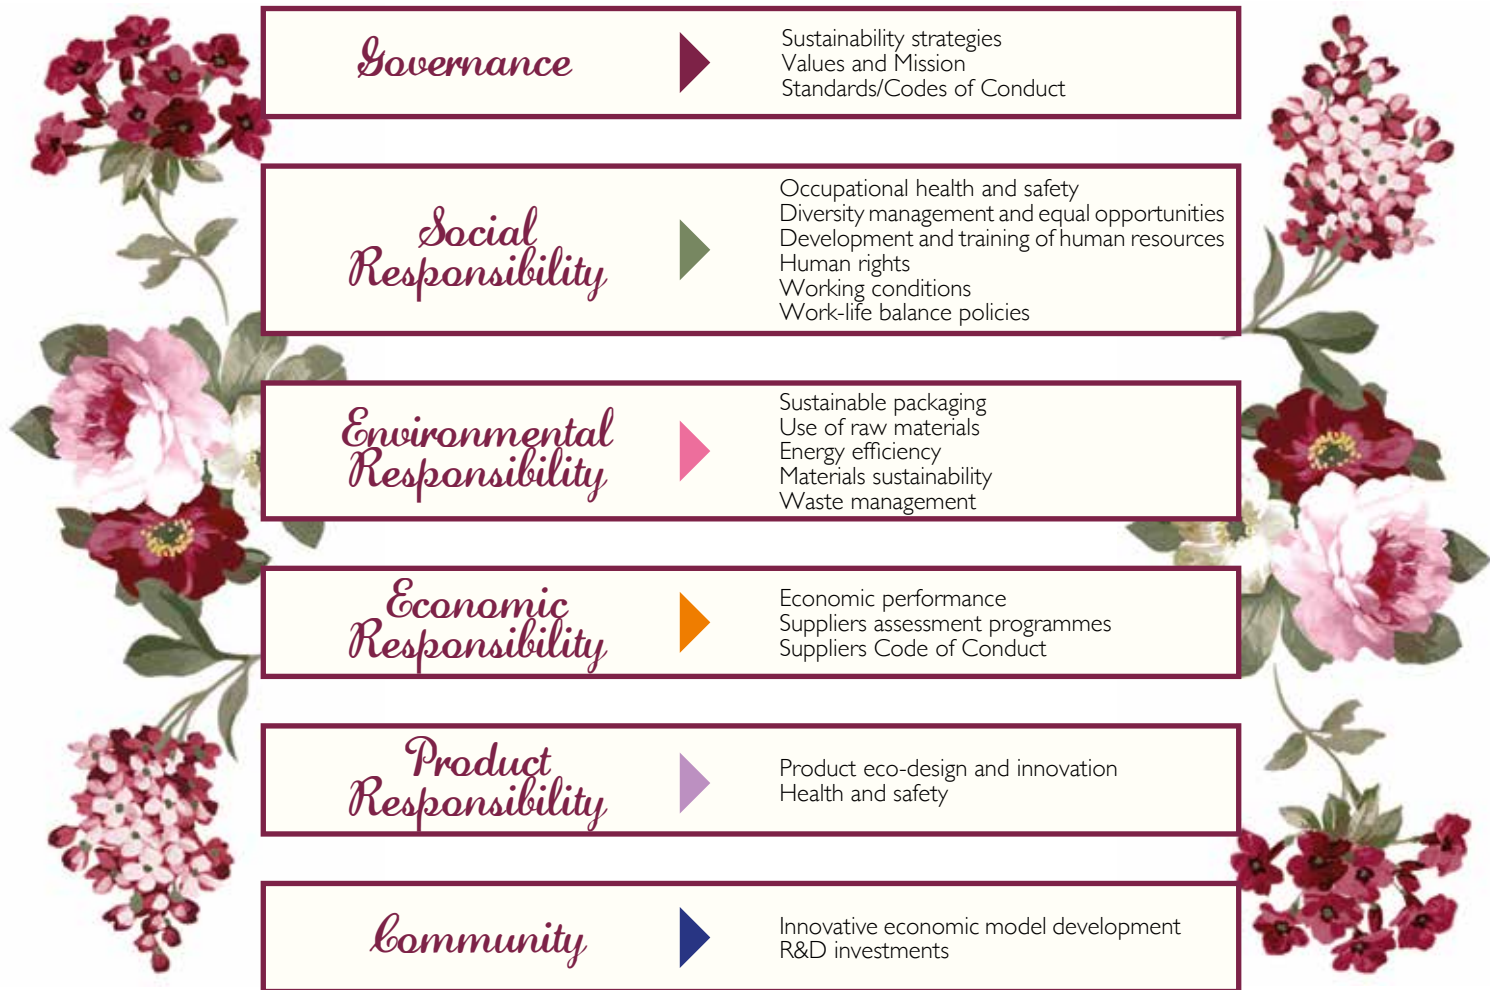 Governance
Sustainability strategies
Values and Mission
Standards/Codes of Conduct
Social
Responsibility
Occupational health and safety
Diversity management and equal opportunities
Development and training of human resources
Human rights
Working conditions
Work-life balance policies
Environmental
Responsibility
Sustainable packaging
Use of raw materials
Energy efficiency
Materials sustainability
Waste management
Economic
Responsibility
Economic performance
Suppliers assessment programmes
Suppliers Code of Conduct
Product
Responsibility
Product eco-design and innovation
Health and safety
Community
Innovative economic model development
R&D investments